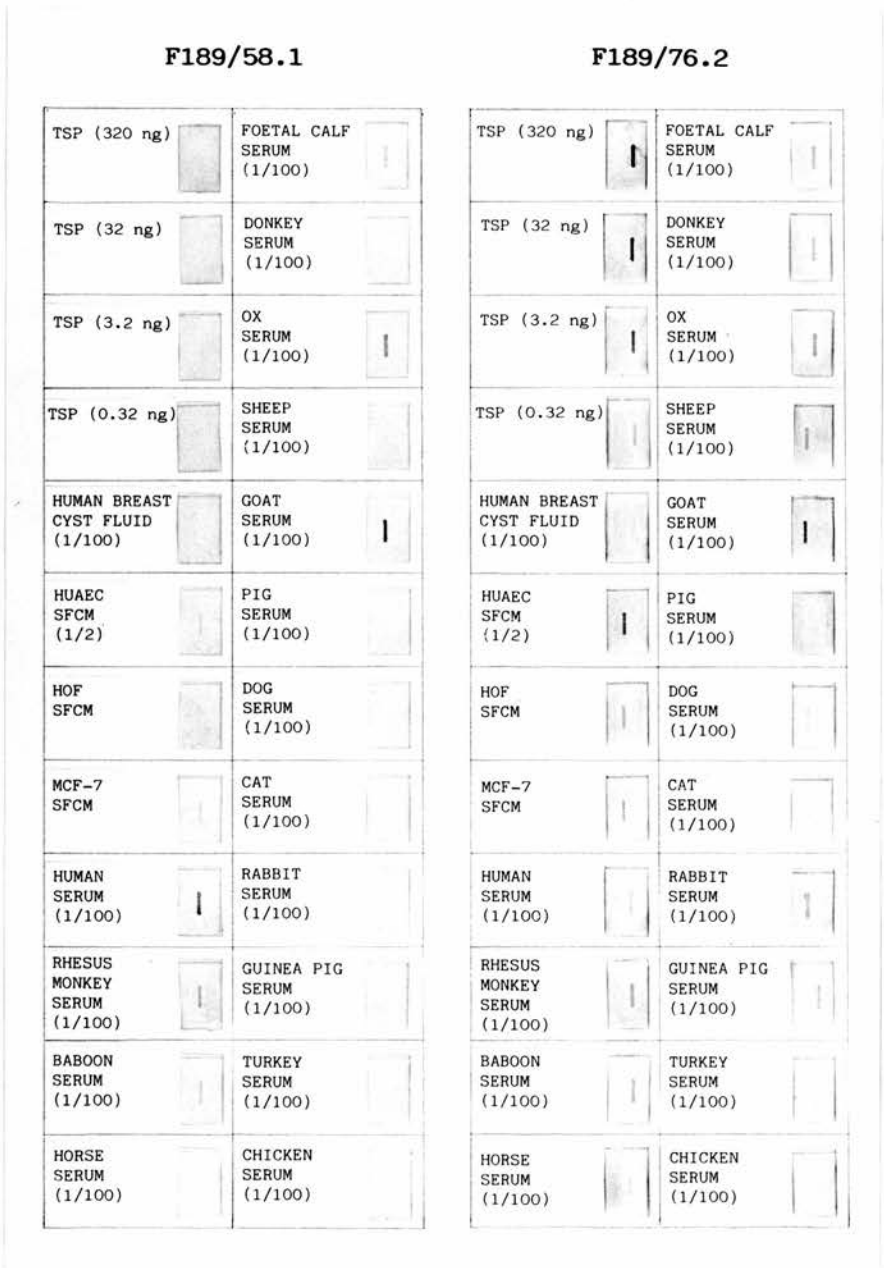 F189/58.1
TSP (320 ng)
FOETAL CALF
SERUM
(1/100)
TSP (32 ng)
DONKEY
SERUM
(1/100)
TSP (3.2 ng)
OX
SERUM
(1/100)
TSP (0.32 ng)
SHEEP
SERUM
(1/100)
HUMAN BREAST
CYST FLUID
(1/100)
GOAT
SERUM
(1/100)
HUAEC
SFCM
(1/2)
PIG
SERUM
(1/100)
HOF
SFCM
DOG
SERUM
(1/100)
MCF-7
SFCM
CAT
SERUM
(1/100)
HUMAN
SERUM
(1/100)
RABBIT
SERUM
(1/100)
RHESUS
MONKEY
SERUM
(1/100)
GUINEA PIG
SERUM
(1/100)
BABOON
SERUM
(1/100)
TURKEY
SERUM
(1/100)
HORSE
SERUM
(1/100)
CHICKEN
SERUM
(1/100)
F189/76.2
TSP (320 ng)
FOETAL CALF
SERUM
(1/100)
TSP (32 ng)
DONKEY
SERUM
(1/100)
TSP (3.2 ng)
OX
SERUM
(1/100)
TSP (0.32 ng)
SHEEP
SERUM
(1/100)
HUMAN BREAST
CYST FLUID
(1/100)
GOAT
SERUM
(1/100)
HUAEC
SFCM
(1/2)
PIG
SERUM
(1/100)
HOF
SFCM
DOG
SERUM
(1/100)
MCF-7
SFCM
CAT
SERUM
(1/100)
HUMAN
SERUM
(1/100)
RABBIT
SERUM
(1/100)
RHESUS
MONKEY
SERUM
(1/100)
GUINEA PIG
SERUM
(1/100)
BABOON
SERUM
(1/100)
TURKEY
SERUM
(1/100)
HORSE
SERUM
(1/100)
CHICKEN
SERUM
(1/100)